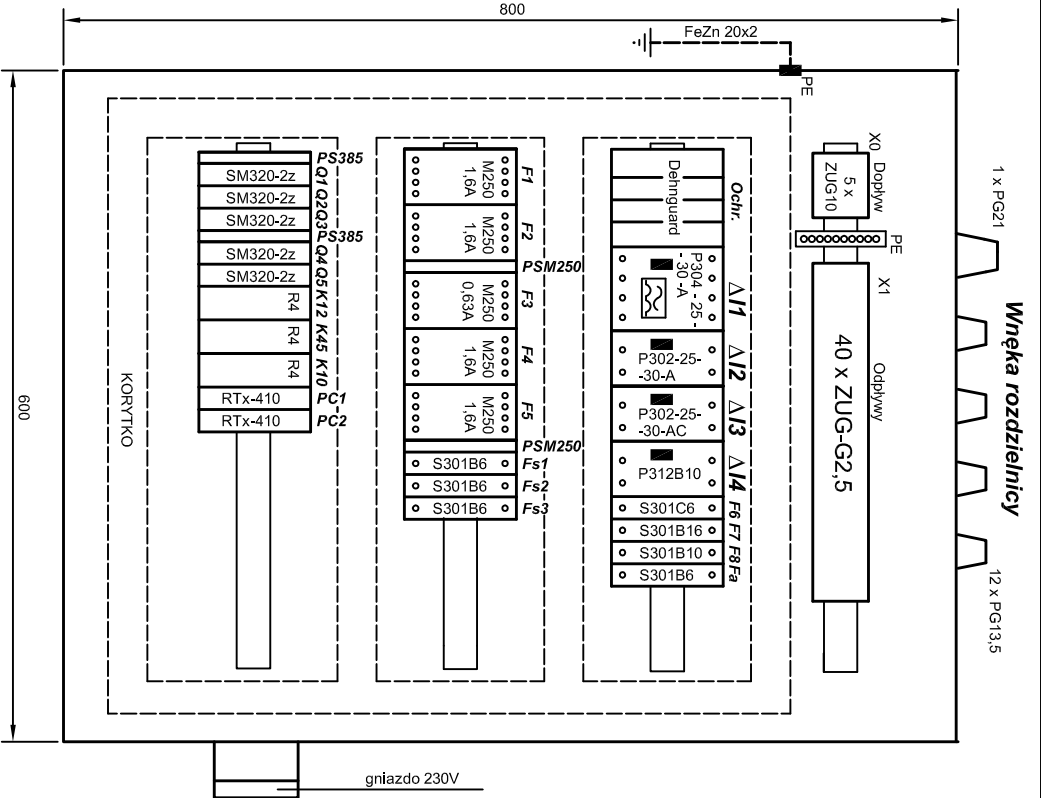 800
FeZn 20x2
PE
600
KORYTKO
PS385
SM320-2z
Q1
SM320-2z
Q2
SM320-2z
Q3
PS385
SM320-2z
Q4
SM320-2z
Q5
R4
K12
R4
K45
R4
K10
RTx-410
PC1
RTx-410
PC2
M250
1,6A
F1
M250
1,6A
F2
PSM250
M250
0,63A
F3
M250
1,6A
F4
M250
1,6A
F5
PSM250
S301B6
Fs1
S301B6
Fs2
S301B6
Fs3
Dehnguard
Ochr.
P304 - 25 -
- 30 -A
ΔI1
P302-25-
-30-A
ΔI2
P302-25-
-30-AC
ΔI3
P312B10
ΔI4
S301C6
F6
S301B16
F7
S301B10
F8
S301B6
Fa
X0
Dopływ
5 x
ZUG10
PE
X1
Odpływy
40 x ZUG-G2,5
1 x PG21
Wnęka rozdzielnicy
12 x PG13,5
gniazdo 230V